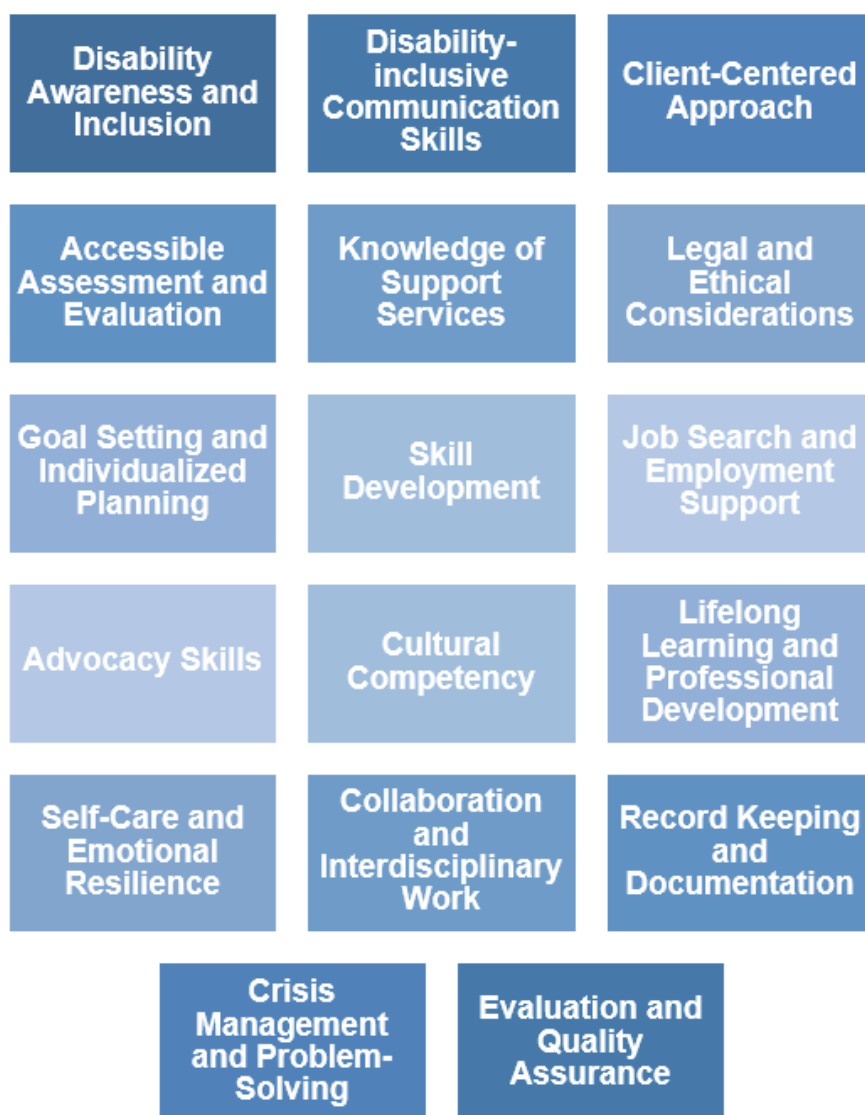 Disability
Awareness and
Inclusion
Disability-
inclusive
Communication
Skills
Client-Centered
Approach
Accessible
Assessment and
Evaluation
Knowledge of
Support
Services
Legal and
Ethical
Considerations
Goal Setting and
Individualized
Planning
Skill
Development
Job Search and
Employment
Support
Advocacy Skills
Cultural
Competency
Lifelong
Learning and
Professional
Development
Self-Care and
Emotional
Resilience
Collaboration
and
Interdisciplinary
Work
Record Keeping
and
Documentation
Crisis
Management
and Problem-
Solving
Evaluation and
Quality
Assurance